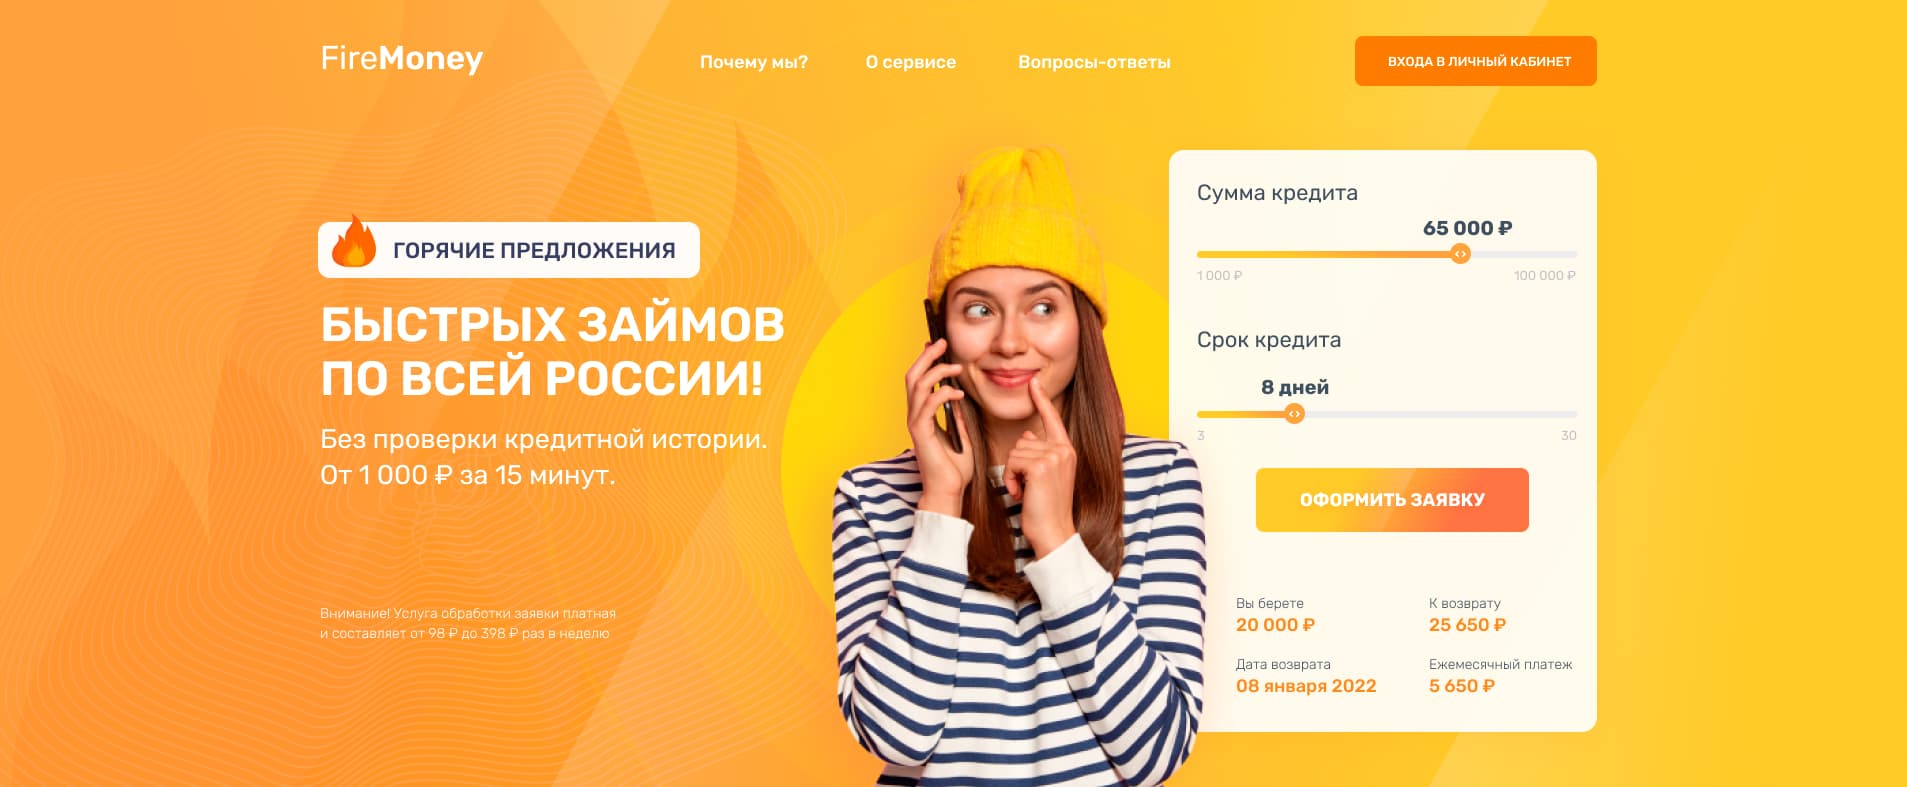 FireMoney
Почему мы?
О сервисе
Вопросы-ответы
ВХОДА В ЛИЧНЫЙ КАБИНЕТ
ГОРЯЧИЕ ПРЕДЛОЖЕНИЯ
БЫСТРЫХ ЗАЙМОВ
ПО ВСЕЙ РОССИИ!
Без проверки кредитной истории.
От 1 000 ₽ за 15 минут.
Внимание! Услуга обработки заявки платная
и составляет от 98 ₽ до 398 ₽ раз в неделю
Сумма кредита
65 000 ₽
1 000 ₽
100 000 ₽
Срок кредита
8 дней
3
30
ОФОРМИТЬ ЗАЯВКУ
Вы берете
20 000 ₽
К возврату
25 650 ₽
Дата возврата
08 января 2022
Ежемесячный платеж
5 650 ₽